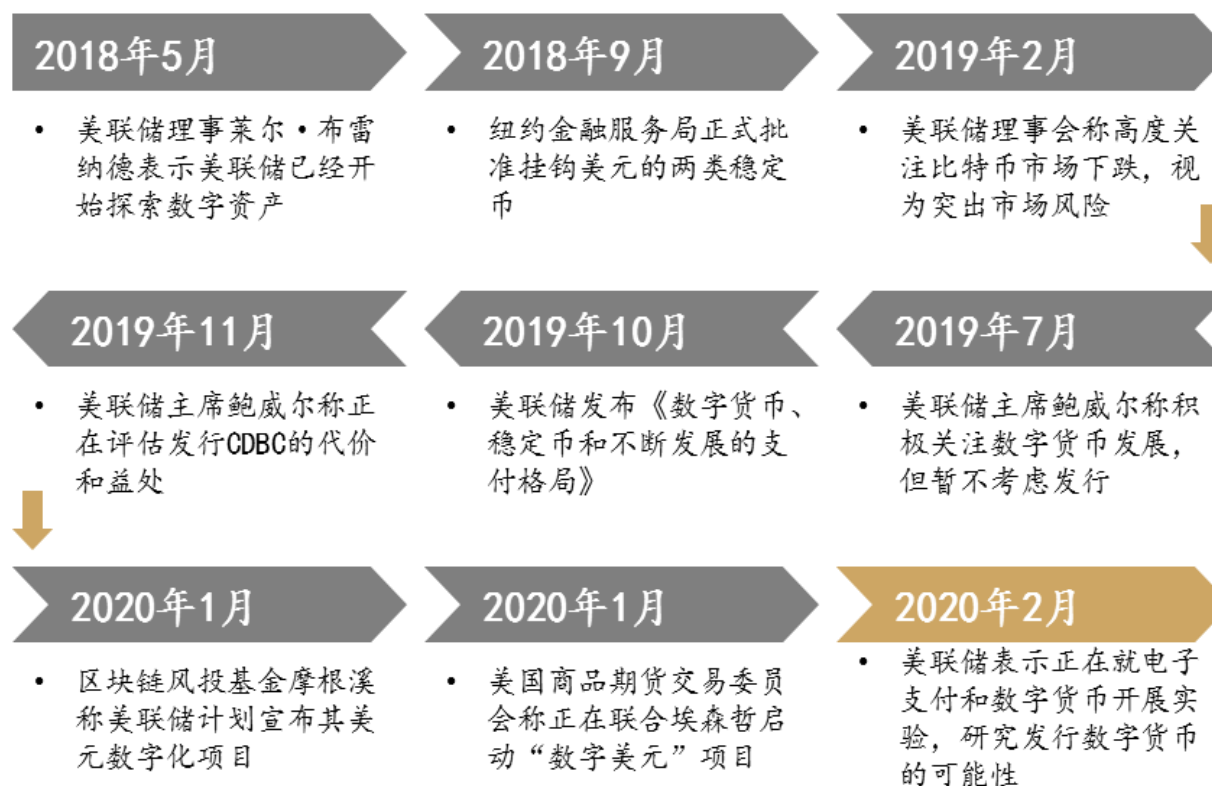 2018年5月
• 美联储理事莱尔·布雷
纳德表示美联储已经开
始探索数字资产
2018年9月
• 纽约金融服务局正式批
准挂钩美元的两类稳定
币
2019年2月
• 美联储理事会称高度关
注比特币市场下跌，视
为突出市场风险
2019年7月
• 美联储主席鲍威尔称积
极关注数字货币发展，
但暂不考虑发行
2019年10月
• 美联储发布《数字货币、
稳定币和不断发展的支
付格局》
2019年11月
• 美联储主席鲍威尔称正
在评估发行CDBC的代价
和益处
2020年1月
• 区块链风投基金摩根溪
称美联储计划宣布其美
元数字化项目
2020年1月
• 美国商品期货交易委员
会称正在联合埃森哲启
动“数字美元”项目
2020年2月
• 美联储表示正在就电子
支付和数字货币开展实
验，研究发行数字货币
的可能性